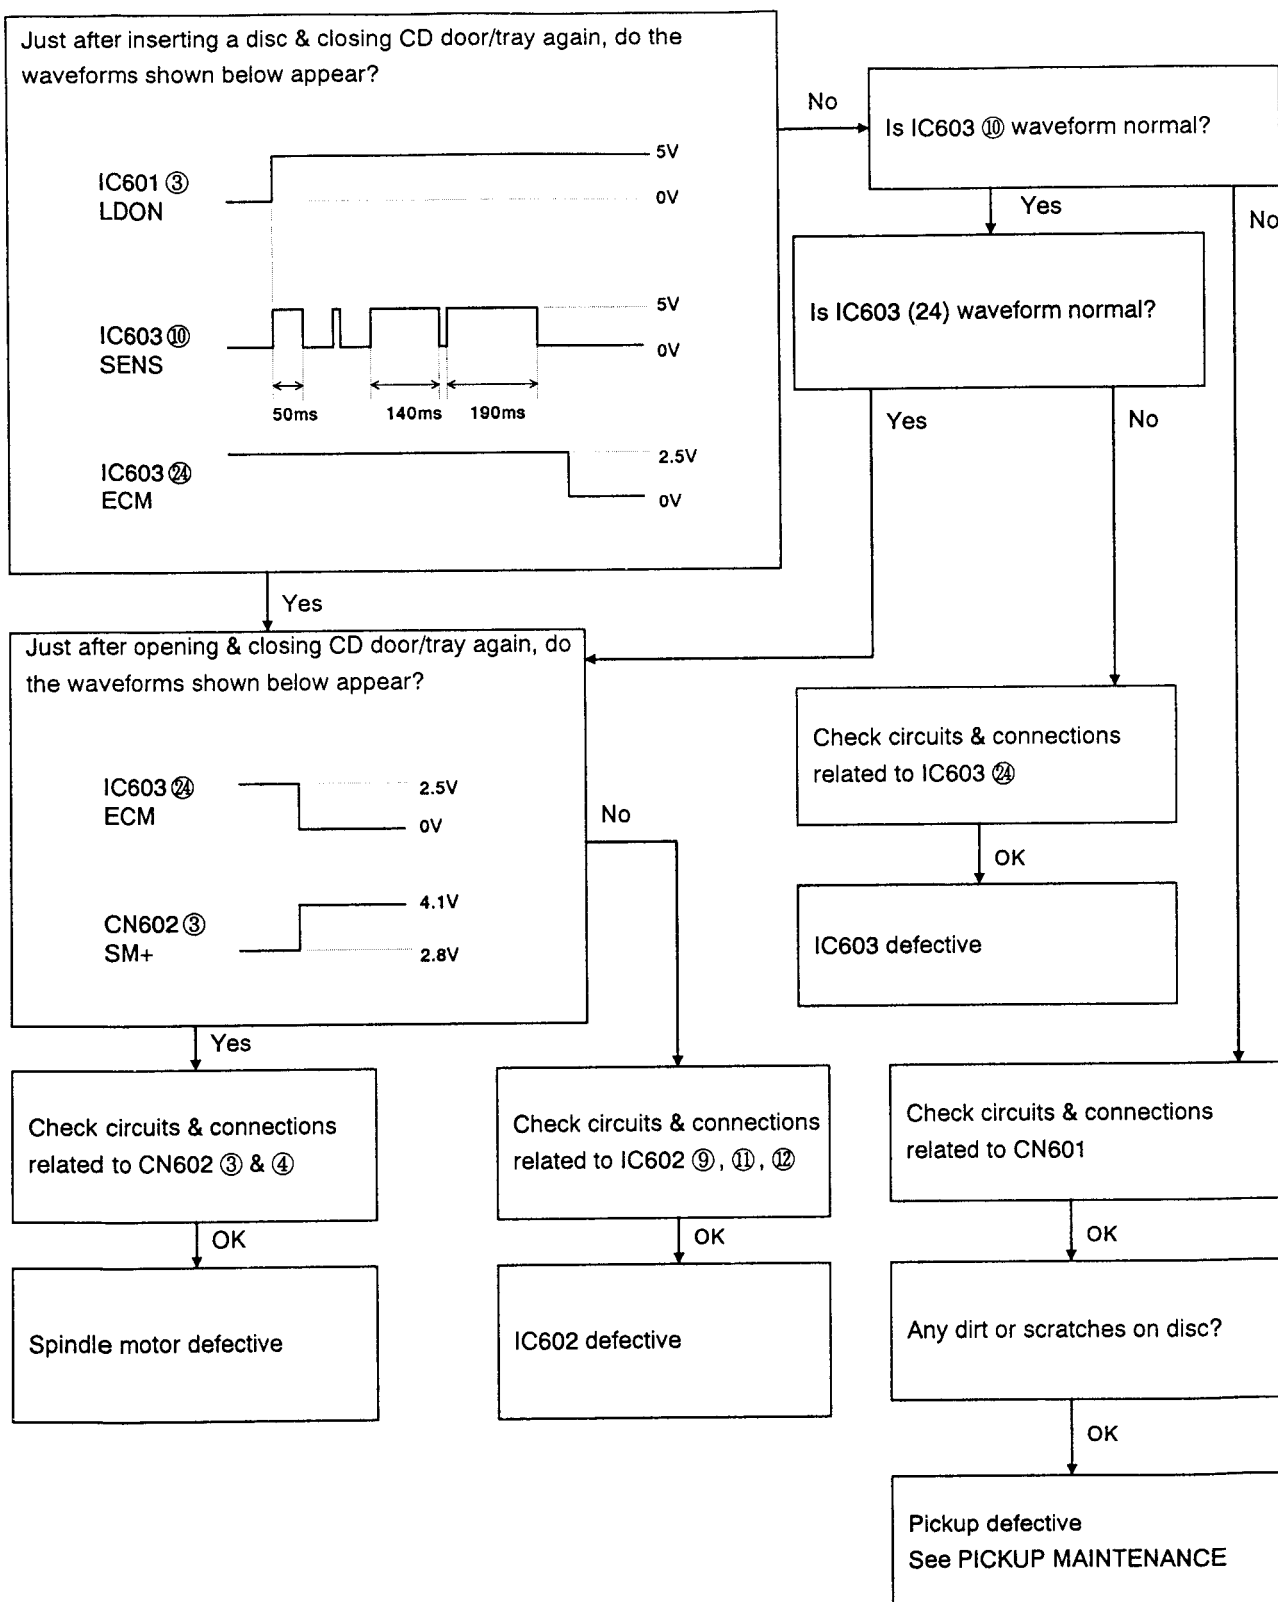 Just after inserting a disc & closing CD door/tray again, do the
waveforms shown below appear?
IC601 ③
LDON
5V
0V
IC603 ⑩
SENS
5V
0V
50ms
140ms
190ms
IC603 ㉔
ECM
2.5V
0V
No
Is IC603 ⑩ waveform normal?
Yes
No
Is IC603 (24) waveform normal?
Yes
No
Yes
Just after opening & closing CD door/tray again, do
the waveforms shown below appear?
IC603 ㉔
ECM
2.5V
0V
CN602 ③
SM+
4.1V
2.8V
No
Check circuits & connections
related to IC603 ㉔
OK
IC603 defective
Yes
Check circuits & connections
related to CN602 ③ & ④
OK
Spindle motor defective
Check circuits & connections
related to IC602 ⑨, ⑪, ⑫
OK
IC602 defective
Check circuits & connections
related to CN601
OK
Any dirt or scratches on disc?
OK
Pickup defective
See PICKUP MAINTENANCE